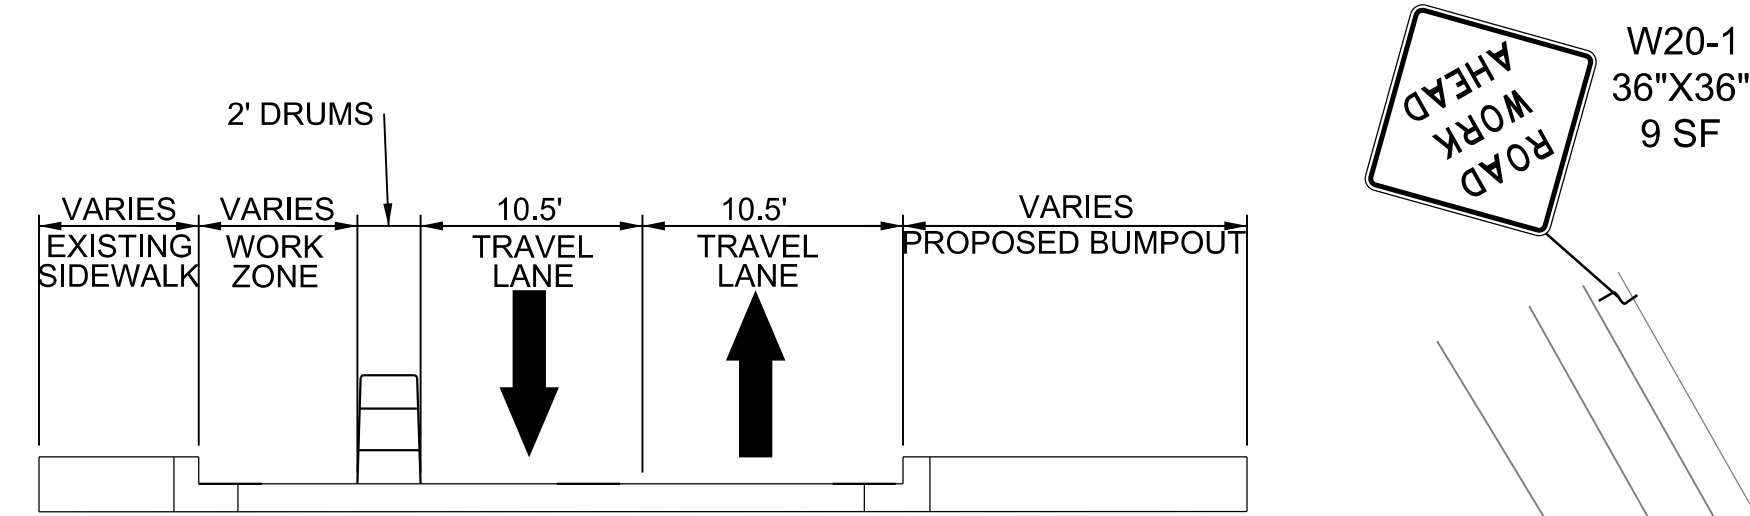 2' DRUMS
VARIES
EXISTING
SIDEWALK
VARIES
WORK
ZONE
10.5'
TRAVEL
LANE
10.5'
TRAVEL
LANE
VARIES
PROPOSED BUMPOUT
ROAD
WORK
AHEAD
W20-1
36"X36"
9 SF